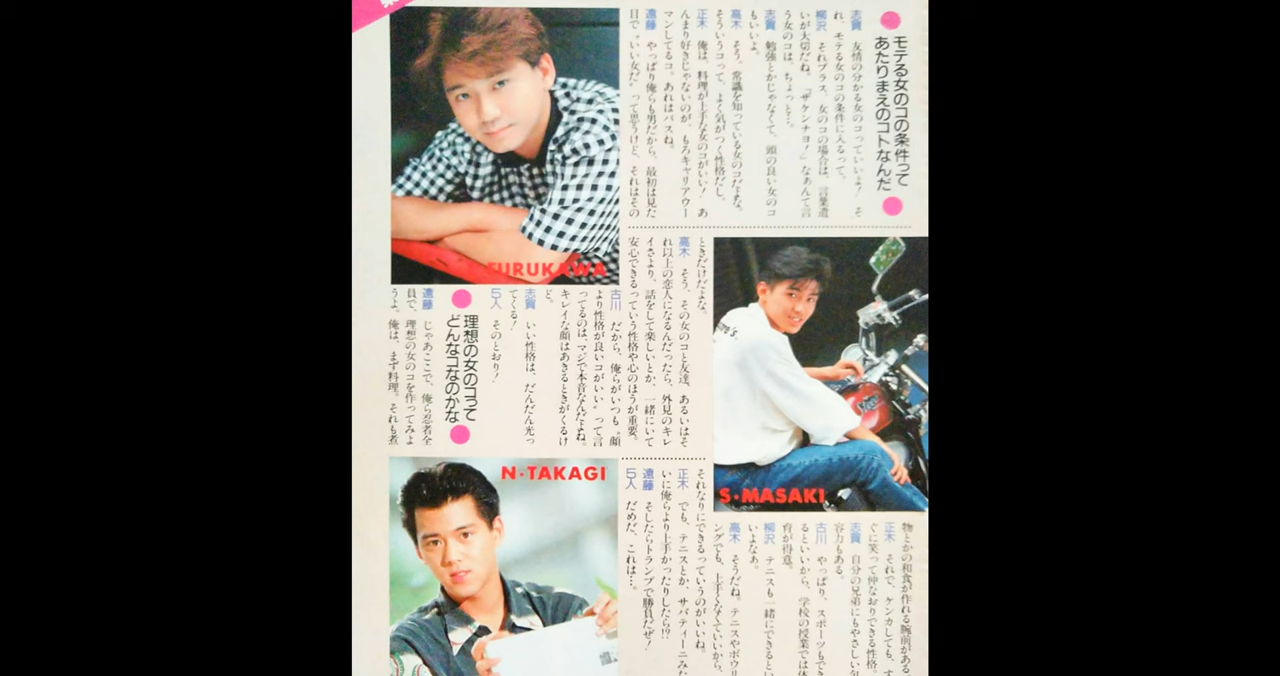 モテる女のコの条件って
あたりまえのコトなんだ
志賀 友情の分かる女のコっていいよ！ そ
れ、モテる女のコの条件に入るって。
柳沢 それプラス、女のコの場合は、言葉遣
いが大切だね。「ザケンナヨ！」なあんて言
う女のコは、ちょっと…。
志賀 勉強とかじゃなくて、頭の良い女のコ
もいいよ。
高木 そう。常識を知っている女のコだよな。
そういうコって、よく気がつく性格だし。
正木 俺は、料理が上手な女のコがいい！ あ
んまり好きじゃないのが、もろキャリアウー
マンしてるコ。あれはパスね。
遠藤 やっぱり俺らも男だから、最初は見た
目で“いい女だ”って思うけど、それはその
FURUKAWA
ときだけだよな。
高木 そう、その女のコと友達、あるいはそ
れ以上の恋人になるんだったら、外見のキレ
イさより、話をして楽しいとか、一緒にいて
安心できるっていう性格や心のほうが重要。
古川 だから、俺らがいつも“顔
より性格が良いコがいい”って言
ってるのは、マジで本音なんだよね。
キレイな顔はあきるときがくるけ
ど。
志賀 いい性格は、だんだん光っ
てくる！
5人 そのとおり！
理想の女のコって
どんなコなのかな
遠藤 じゃあここで、俺ら忍者全
員で、理想の女のコを作ってみよ
うよ。俺は、まず料理。それも煮
S・MASAKI
N・TAKAGI
物とかの和食が作れる腕前がある
正木 それで、ケンカしても、す
ぐに笑って仲なおりできる性格。
志賀 自分の兄弟にもやさしい包
容力もある。
古川 やっぱり、スポーツもでき
るといいから、学校の授業では体
育が得意。
柳沢 テニスも一緒にできるとい
いよなあ。
高木 そうだね。テニスやボウリ
ングでも、上手くなくていいから、
それなりにできるっていうのがいいね。
正木 でも、テニスとか、サバティーニみた
いに俺らより上手かったりしたら!?
遠藤 そしたらトランプで勝負だぜ！
5人 だめだ、これは…。